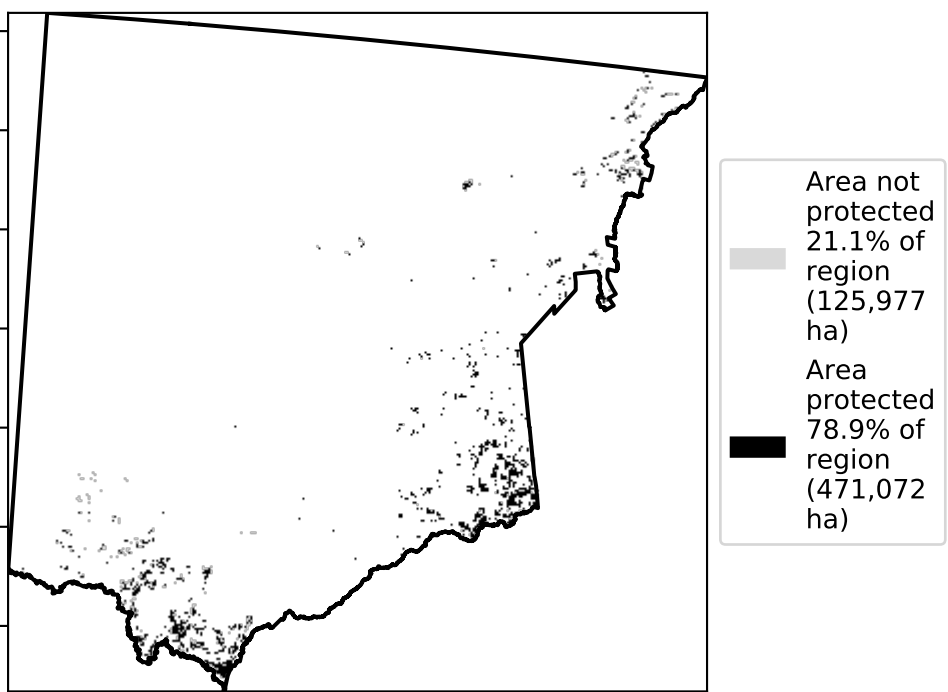 Area not
protected
21.1% of
region
(125,977
ha)
Area
protected
78.9% of
region
(471,072
ha)